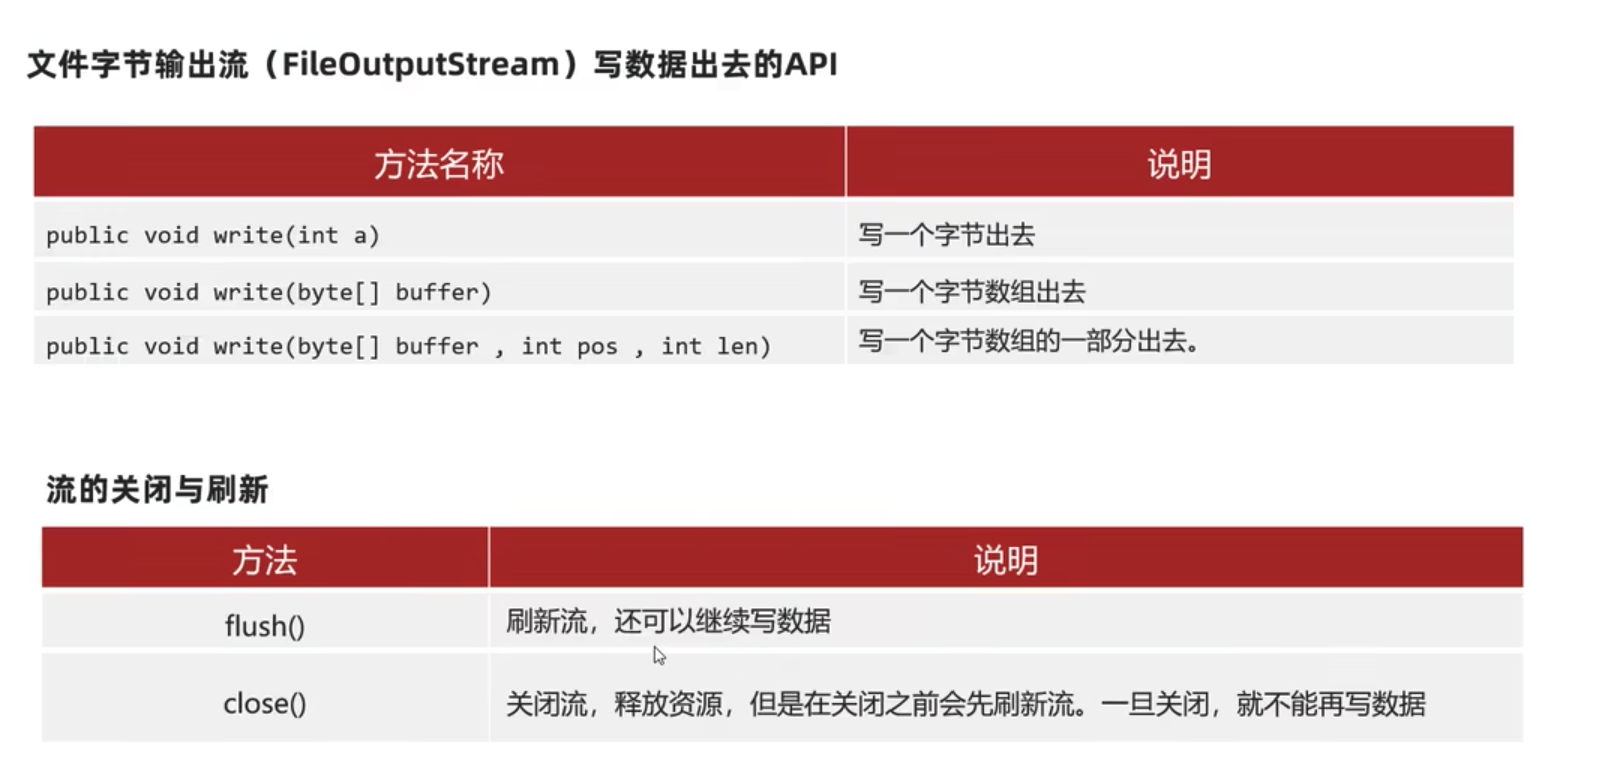 文件字节输出流（FileOutputStream）写数据出去的API
方法名称 说明
public void write(int a) 写一个字节出去
public void write(byte[] buffer) 写一个字节数组出去
public void write(byte[] buffer , int pos , int len) 写一个字节数组的一部分出去。
流的关闭与刷新
方法 说明
flush() 刷新流，还可以继续写数据
close() 关闭流，释放资源，但是在关闭之前会先刷新流。一旦关闭，就不能再写数据